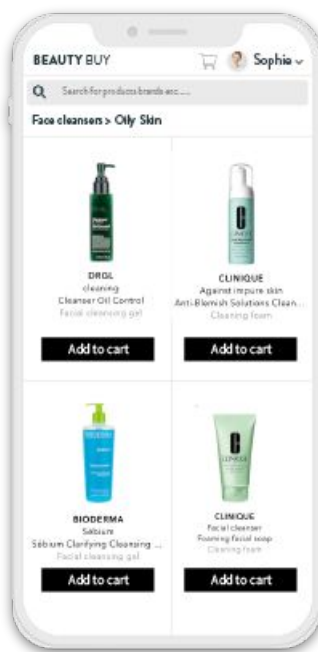 BEAUTY BUY
Sophie
Search for products brands etc.....
Face cleansers > Oily Skin
DRGL
cleaning
Cleanser Oil Control
Facial cleansing gel
Add to cart
CLINIQUE
Against impure skin
Anti-Blemish Solutions Clean...
Cleaning foam
Add to cart
BIODERMA
Sébium
Sébium Clarifying Cleansing ...
Facial cleansing gel
Add to cart
CLINIQUE
CLINIQUE
Facial cleanser
Foaming facial soap
Cleaning foam
Add to cart